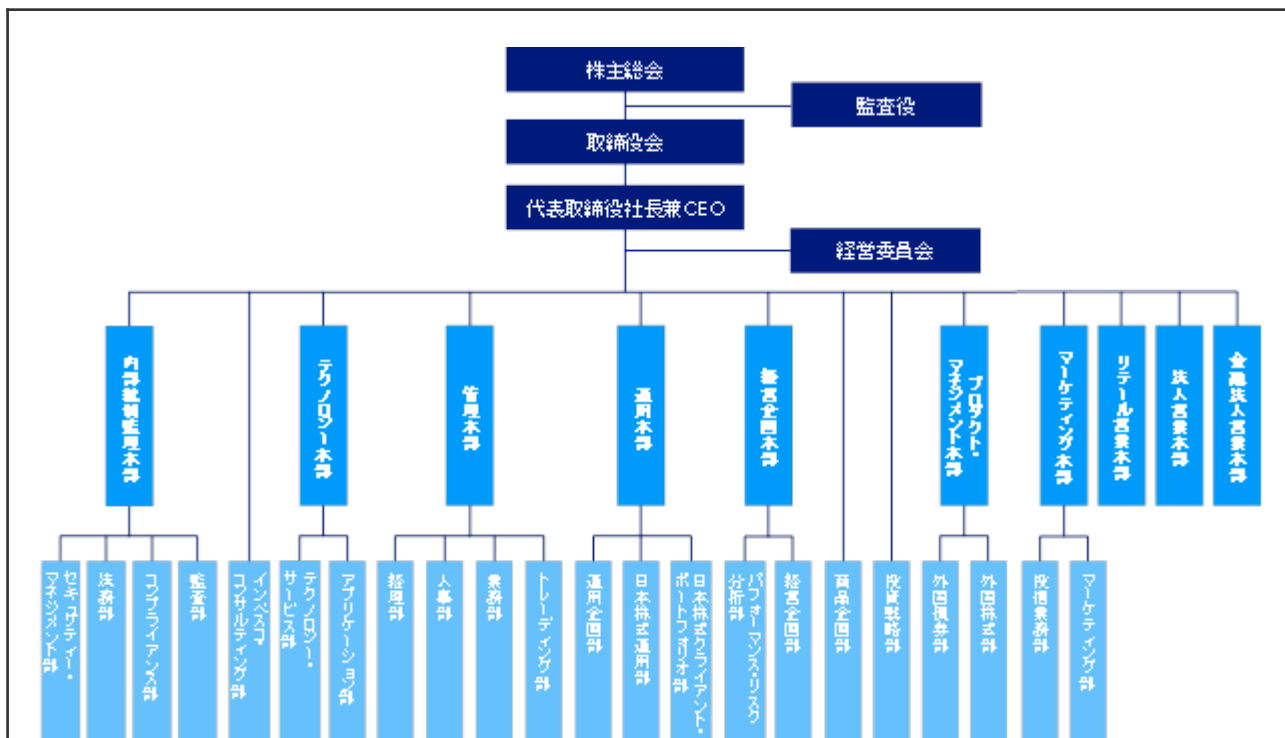 株主総会
監査役
取締役会
代表取締役社長兼CEO
経営委員会
内部統制監理本部
テクノロジー本部
管理本部
運用本部
経営企画本部
プロダクト・
マネジメント本部
マーケティング本部
リテール営業本部
法人営業本部
金融法人営業本部
セキュリティー・
マネジメント部
法務部
コンプライアンス部
監査部
インベスコ・
コンサルティング部
テクノロジー・
サービス部
アプリケーション部
経理部
人事部
業務部
トレーディング部
運用企画部
日本株式運用部
日本株式クライアント・
ポートフォリオ部
パフォーマンス・リスク
分析部
経営企画部
商品企画部
投資戦略部
外国債券部
外国株式部
投信業務部
マーケティング部